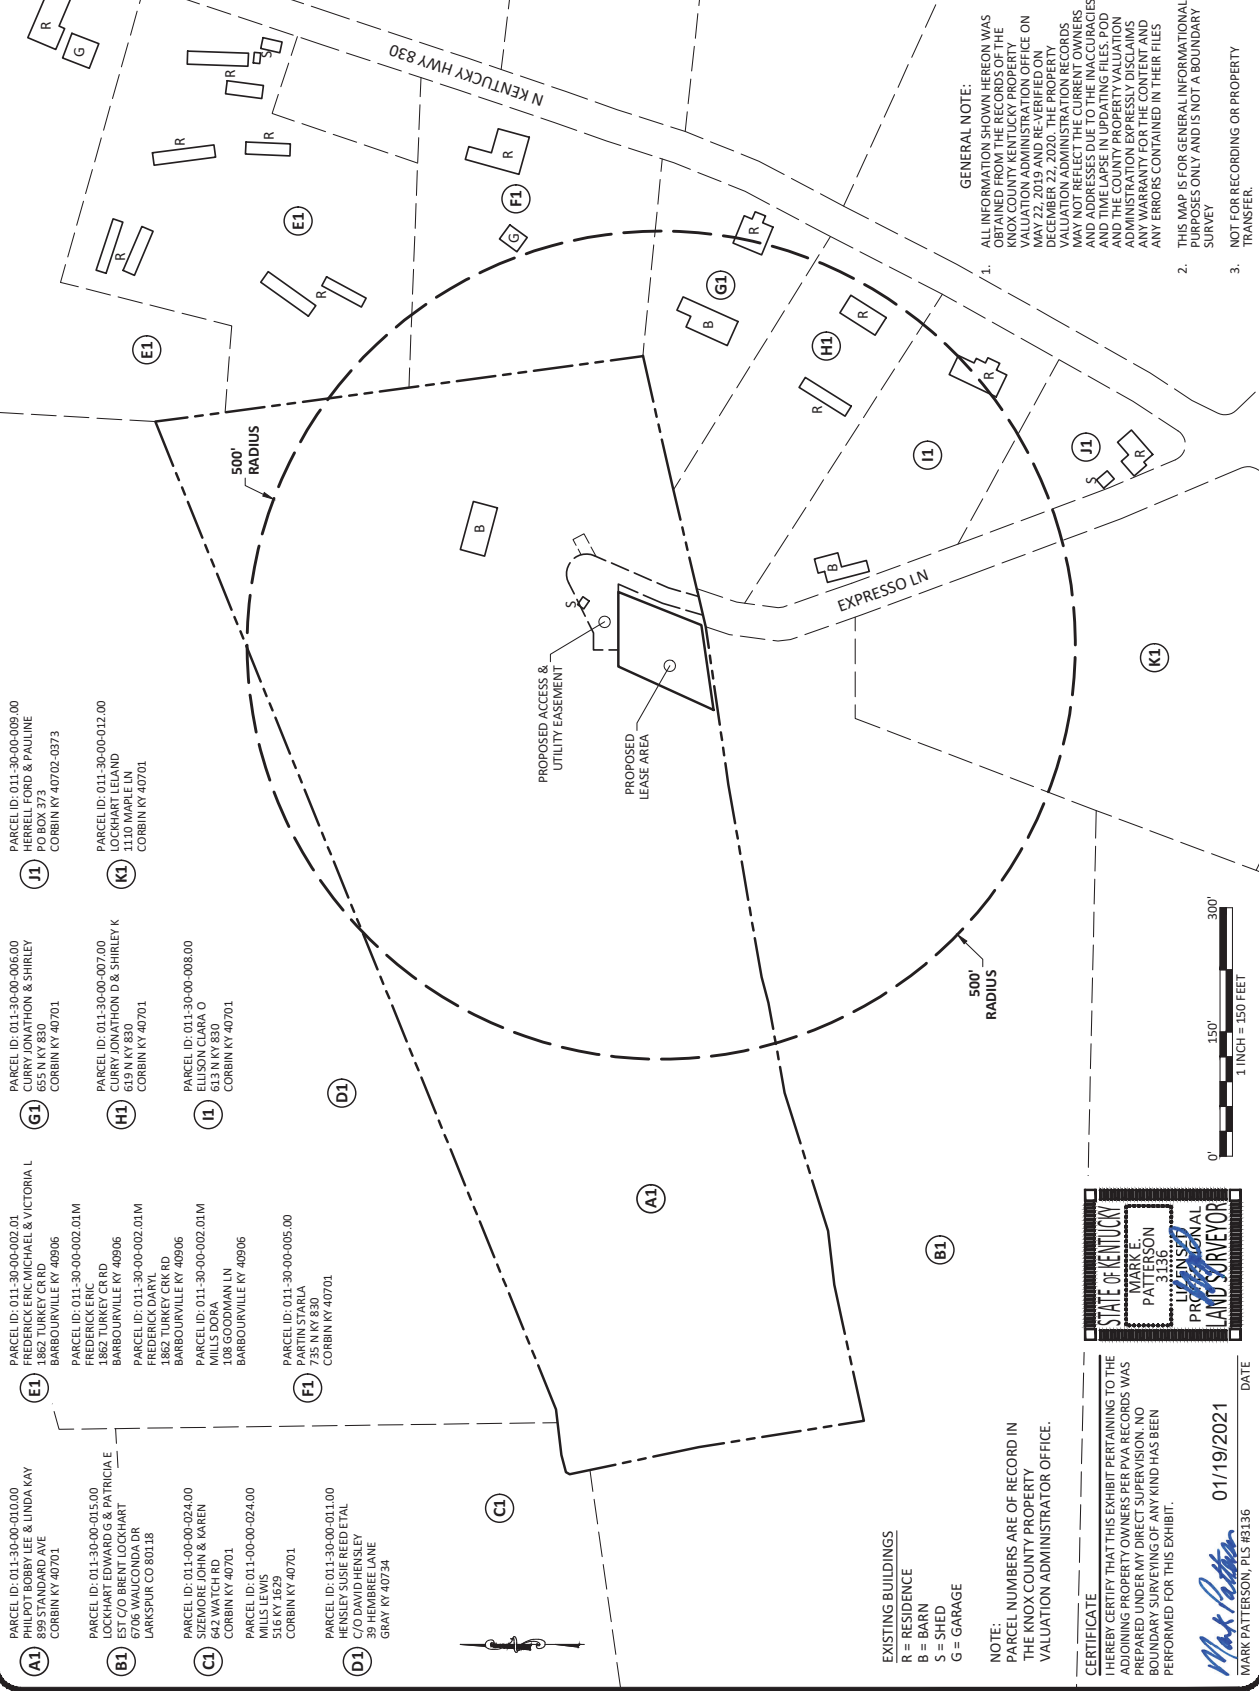 A1
PARCEL ID: 011-30-00-010.00
PHILPOT BOBBY LEE & LINDA KAY
899 STANDARD AVE
CORBIN KY 40701
B1
PARCEL ID: 011-30-00-015.00
LOCKHART EDWARD G & PATRICIA E
EST C/O BRENT LOCKHART
6706 WAUCONDA DR
LARKSPUR CO 80118
C1
PARCEL ID: 011-00-00-024.00
SIZEMORE JOHN & KAREN
642 WATCH RD
CORBIN KY 40701
PARCEL ID: 011-00-00-024.00
MILLS LEWIS
516 KY 1629
CORBIN KY 40701
D1
PARCEL ID: 011-30-00-011.00
HENSLEY SUSIE REED ETAL
C/O DAVID HENSLEY
39 HEMBREE LANE
GRAY KY 40734
E1
PARCEL ID: 011-30-00-002.01
FREDERICK ERIC MICHAEL & VICTORIA L
1862 TURKEY CR RD
BARBOURVILLE KY 40906
PARCEL ID: 011-30-00-002.01M
FREDERICK ERIC
1862 TURKEY CR RD
BARBOURVILLE KY 40906
PARCEL ID: 011-30-00-002.01M
FREDERICK DARYL
1862 TURKEY CRK RD
BARBOURVILLE KY 40906
PARCEL ID: 011-30-00-002.01M
MILLS DORA
108 GOODMAN LN
BARBOURVILLE KY 40906
F1
PARCEL ID: 011-30-00-005.00
PARTIN STARLA
735 N KY 830
CORBIN KY 40701
G1
PARCEL ID: 011-30-00-006.00
CURRY JONATHON & SHIRLEY
655 N KY 830
CORBIN KY 40701
H1
PARCEL ID: 011-30-00-007.00
CURRY JONATHON D & SHIRLEY K
619 N KY 830
CORBIN KY 40701
I1
PARCEL ID: 011-30-00-008.00
ELLISON CLARA O
613 N KY 830
CORBIN KY 40701
J1
PARCEL ID: 011-30-00-009.00
HERRELL FORD & PAULINE
PO BOX 373
CORBIN KY 40702-0373
K1
PARCEL ID: 011-30-00-012.00
LOCKHART LELAND
1110 MAPLE LN
CORBIN KY 40701
R
G
R
S
R
R
R
E1
R
E1
R
N KENTUCKY HWY 830
R
F1
G
500'
RADIUS
B
R
G1
B
H1
R
R
I1
R
J1
S
R
B
EXPRESSO LN
K1
S
PROPOSED ACCESS &
UTILITY EASEMENT
PROPOSED
LEASE AREA
D1
A1
B1
C1
500'
RADIUS
EXISTING BUILDINGS
R = RESIDENCE
B = BARN
S = SHED
G = GARAGE
NOTE:
PARCEL NUMBERS ARE OF RECORD IN
THE KNOX COUNTY PROPERTY
VALUATION ADMINISTRATOR OFFICE.
CERTIFICATE
I HEREBY CERTIFY THAT THIS EXHIBIT PERTAINING TO THE
ADJOINING PROPERTY OWNERS PER PVA RECORDS WAS
PREPARED UNDER MY DIRECT SUPERVISION. NO
BOUNDARY SURVEYING OF ANY KIND HAS BEEN
PERFORMED FOR THIS EXHIBIT.
Mark Patterson 01/19/2021
MARK PATTERSON, PLS #3136 DATE
STATE OF KENTUCKY
MARK E.
PATTERSON
3136
LICENSED
PROFESSIONAL
LAND SURVEYOR
0' 150' 300'
1 INCH = 150 FEET
GENERAL NOTE:
1. ALL INFORMATION SHOWN HEREON WAS
OBTAINED FROM THE RECORDS OF THE
KNOX COUNTY KENTUCKY PROPERTY
VALUATION ADMINISTRATION OFFICE ON
MAY 22, 2019 AND RE-VERIFIED ON
DECEMBER 22, 2020. THE PROPERTY
VALUATION ADMINISTRATION RECORDS
MAY NOT REFLECT THE CURRENT OWNERS
AND ADDRESSES DUE TO THE INACCURACIES
AND TIME LAPSE IN UPDATING FILES. POD
AND THE COUNTY PROPERTY VALUATION
ADMINISTRATION EXPRESSLY DISCLAIMS
ANY WARRANTY FOR THE CONTENT AND
ANY ERRORS CONTAINED IN THEIR FILES
2. THIS MAP IS FOR GENERAL INFORMATIONAL
PURPOSES ONLY AND IS NOT A BOUNDARY
SURVEY
3. NOT FOR RECORDING OR PROPERTY
TRANSFER.